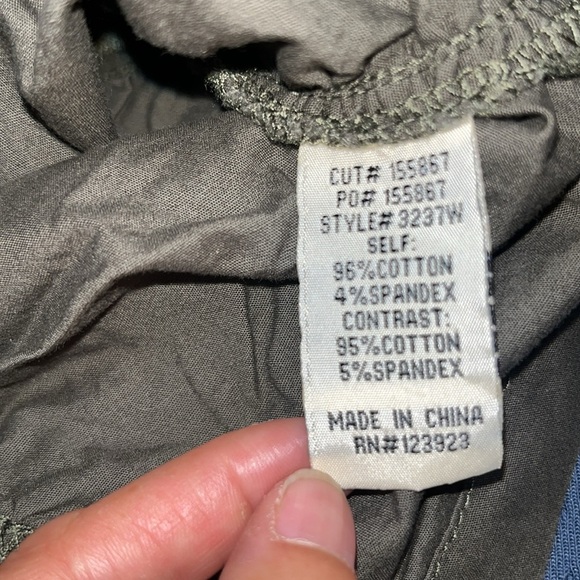 CUT# 155867
PO# 155867
STYLE# 3237W
SELF:
96%COTTON
4%SPANDEX
CONTRAST:
95%COTTON
5%SPANDEX
MADE IN CHINA
RN#123923